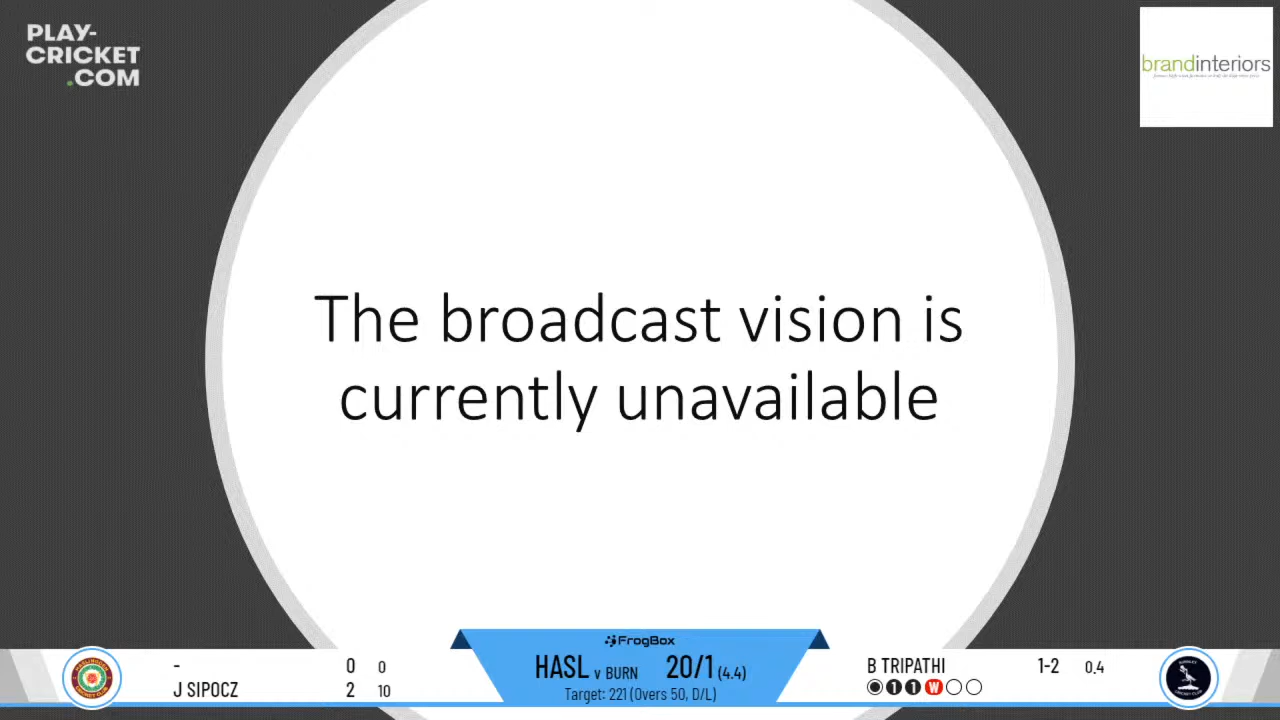 PLAY-
CRICKET
.COM
brandinteriors
The broadcast vision is
currently unavailable
FrogBox
- 0 0
J SIPOCZ 2 10
HASL v BURN 20/1 (4.4)
Target: 221 (Overs 50, D/L)
B TRIPATHI 1-2 0.4
1 1 W